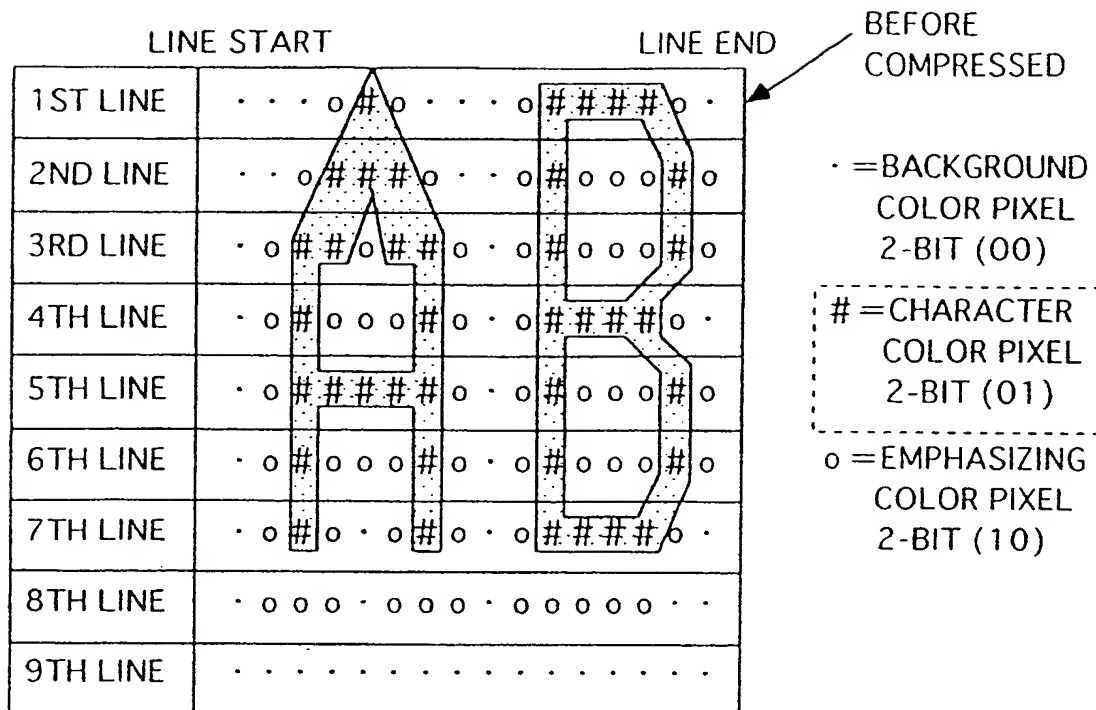 LINE START LINE END
BEFORE
COMPRESSED
1ST LINE · · · o # o · · · o # # # # o ·
2ND LINE · · o # # # o · · o # o o o # o
3RD LINE · o # # o # # o · o # o o o # o
4TH LINE · o # o o o # o · o # # # # o ·
5TH LINE · o # # # # # o · o # o o o # o
6TH LINE · o # o o o # o · o # o o o # o
7TH LINE · o # o · o # o · o # # # # o ·
8TH LINE · o o o · o o o · o o o o o · ·
9TH LINE · · · · · · · · · · · · · · · ·
· =BACKGROUND
COLOR PIXEL
2-BIT (00)
# =CHARACTER
COLOR PIXEL
2-BIT (01)
o =EMPHASIZING
COLOR PIXEL
2-BIT (10)